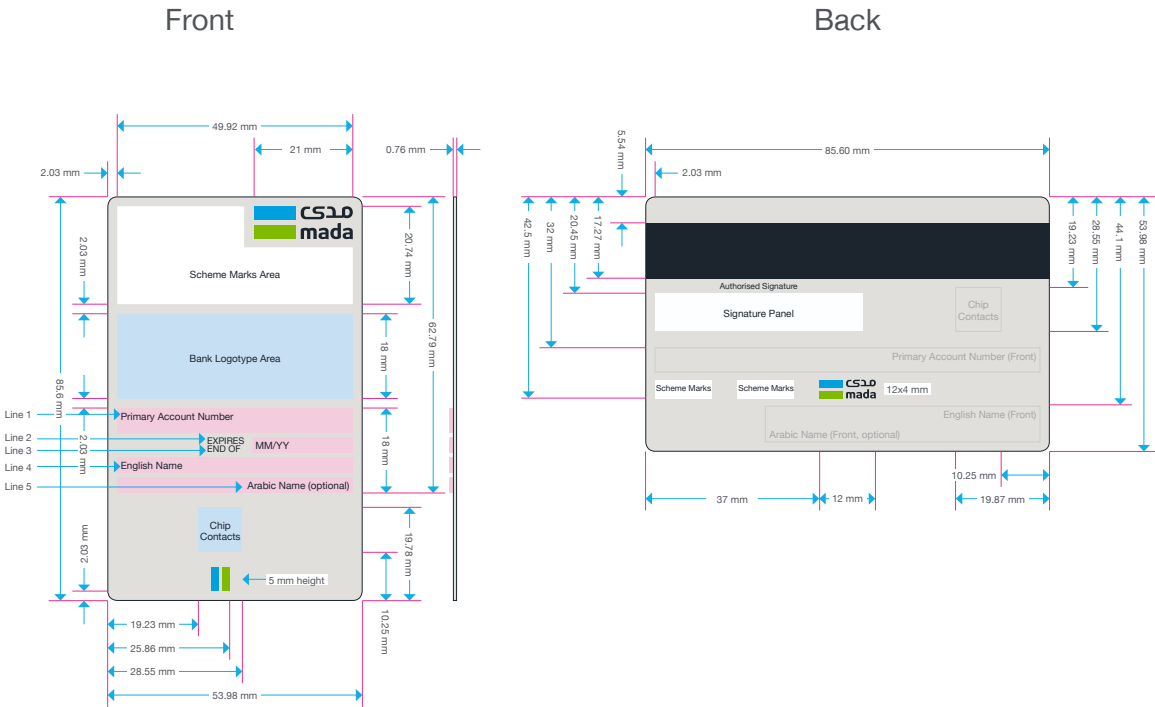 Front
Back
49.92 mm
21 mm
0.76 mm
2.03 mm
5.54 mm
85.60 mm
2.03 mm
مدى
mada
Scheme Marks Area
2.03 mm
20.74 mm
Bank Logotype Area
18 mm
62.79 mm
85.6 mm
Line 1
Primary Account Number
Line 2
EXPIRES
Line 3
END OF
MM/YY
2.03 mm
18 mm
Line 4
English Name
Line 5
Arabic Name (optional)
Chip
Contacts
2.03 mm
19.78 mm
5 mm height
10.25 mm
19.23 mm
25.86 mm
28.55 mm
53.98 mm
42.5 mm
32 mm
20.45 mm
17.27 mm
19.23 mm
28.55 mm
44.1 mm
53.98 mm
Authorised Signature
Signature Panel
Chip
Contacts
Primary Account Number (Front)
Scheme Marks
Scheme Marks
مدى
mada
12x4 mm
English Name (Front)
Arabic Name (Front, optional)
10.25 mm
37 mm
12 mm
19.87 mm